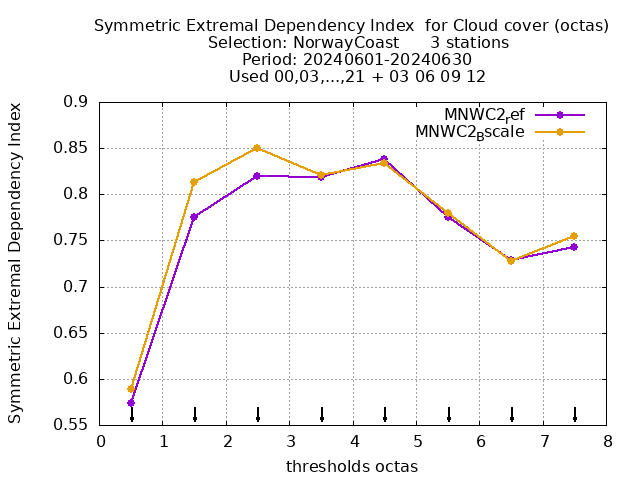 Symmetric Extremal Dependency Index  for Cloud cover (octas)
Selection: NorwayCoast      3 stations
Period: 20240601-20240630
Used 00,03,...,21 + 03 06 09 12
Symmetric Extremal Dependency Index
0.9
0.85
0.8
0.75
0.7
0.65
0.6
0.55
MNWC2ref
MNWC2Bscale
0 1 2 3 4 5 6 7 8
thresholds octas